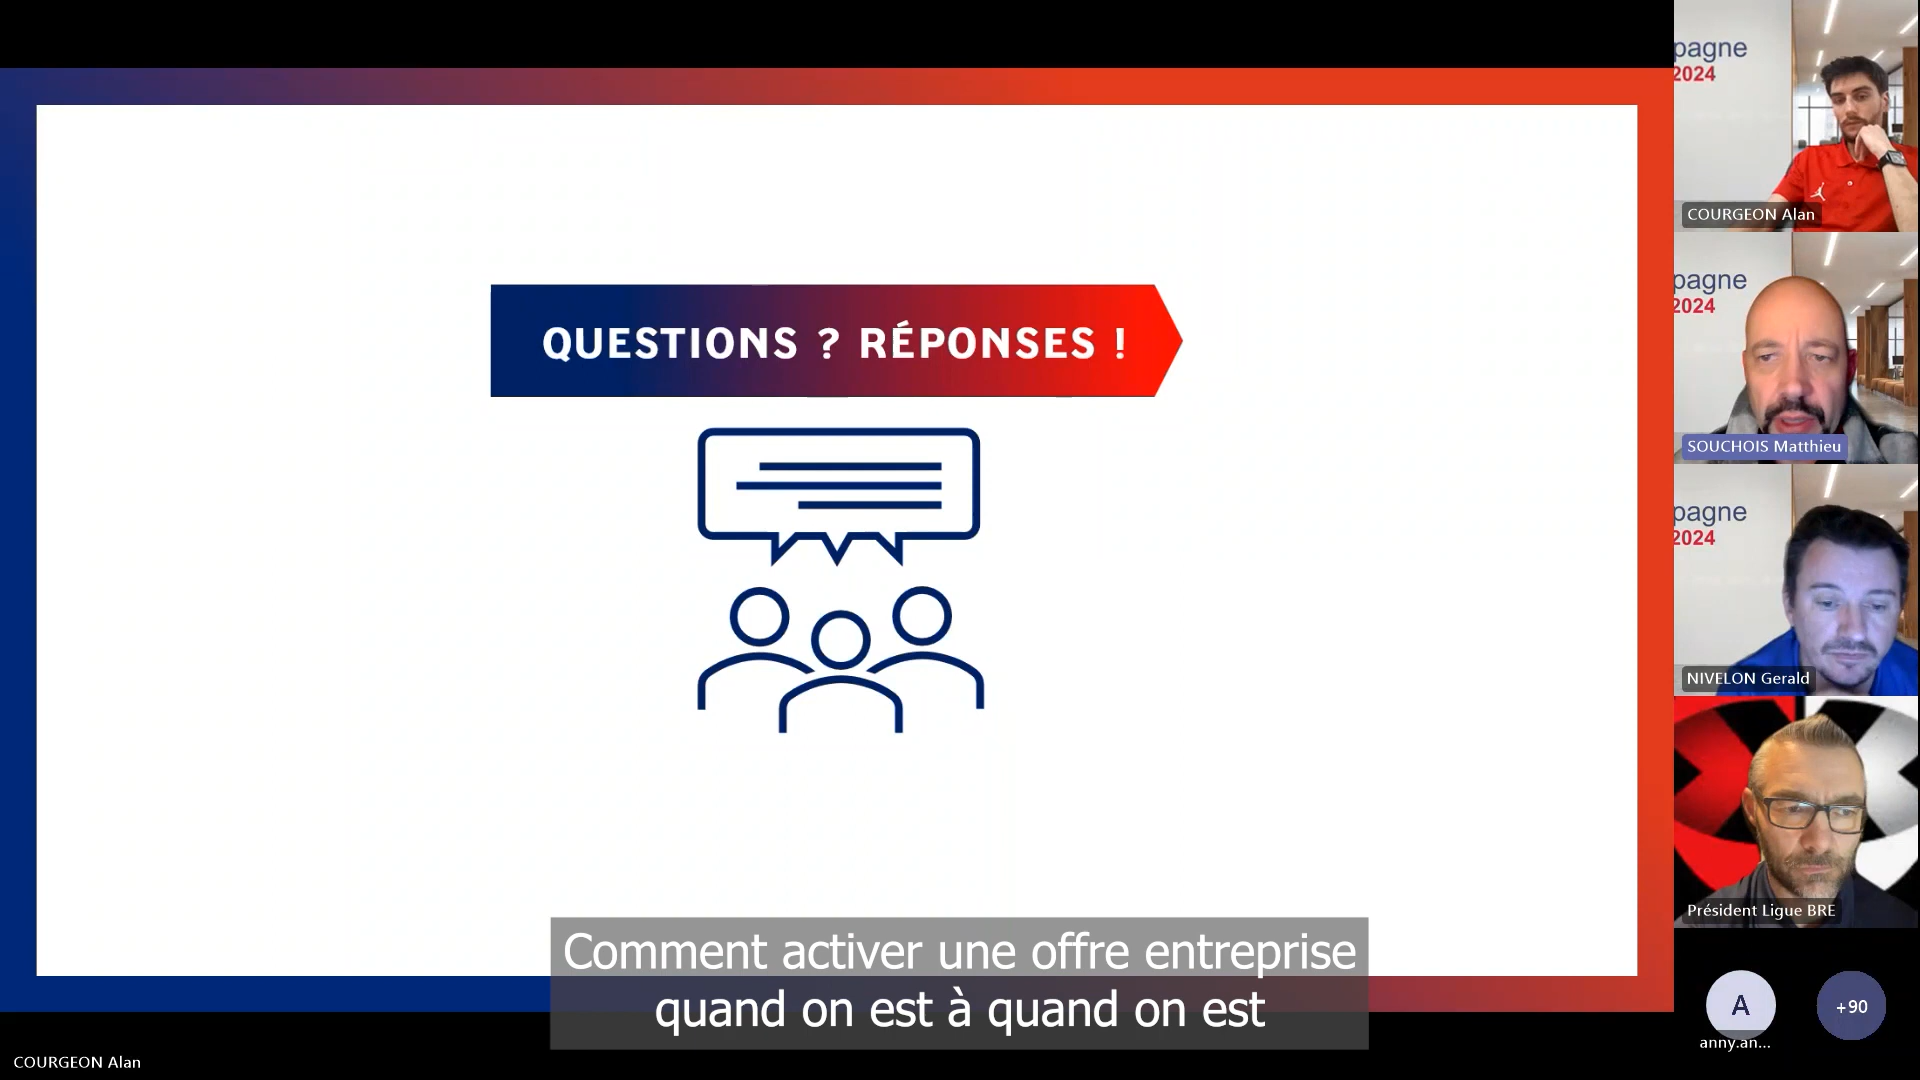 QUESTIONS ? RÉPONSES !
Comment activer une offre entreprise
quand on est à quand on est
COURGEON Alan
pagne
2024
COURGEON Alan
pagne
2024
SOUCHOIS Matthieu
pagne
2024
NIVELON Gerald
Président Ligue BRE
A
anny.an...
+90